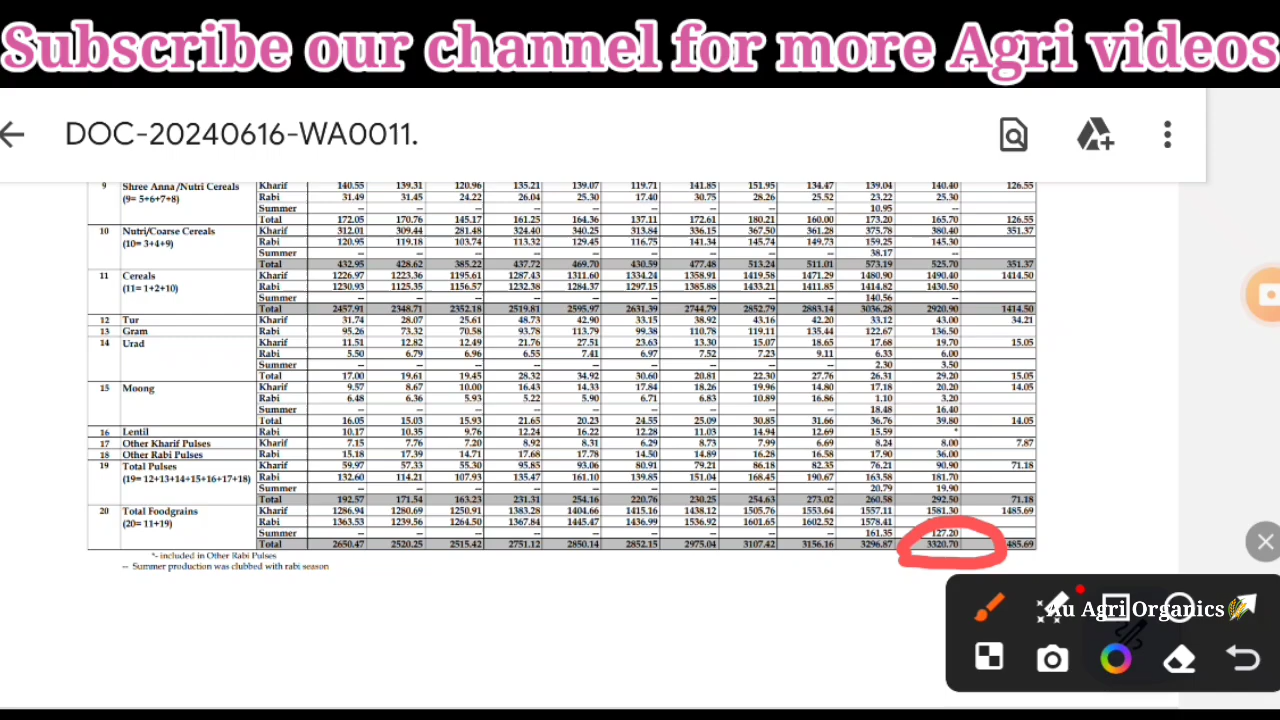 Subscribe our channel for more Agri videos
DOC-20240616-WA0011.
9 Shree Anna/Nutri Cereals Kharif 140.55 139.31 120.96 135.21 139.07 119.71 141.85 151.95 134.47 139.04 140.40 126.55
(9= 5+6+7+8) Rabi 31.49 31.45 24.22 26.04 25.30 17.40 30.75 28.26 25.52 23.22 25.30
Summer -- -- -- -- -- -- -- -- -- 10.95 --
Total 172.05 170.76 145.17 161.25 164.36 137.11 172.61 180.21 160.00 173.20 165.70 126.55
10 Nutri/Coarse Cereals Kharif 312.01 309.44 281.48 324.40 340.25 313.84 336.15 367.50 361.28 375.78 380.40 351.37
(10= 3+4+9) Rabi 120.95 119.18 103.74 113.32 129.45 116.75 141.34 145.74 149.73 159.25 145.30
Summer -- -- -- -- -- -- -- -- -- 38.17 --
Total 432.95 428.62 385.22 437.72 469.70 430.59 477.48 513.24 511.01 573.19 525.70 351.37
11 Cereals Kharif 1226.97 1223.36 1195.61 1287.43 1311.60 1334.24 1358.91 1419.58 1471.29 1480.90 1490.40 1414.50
(11= 1+2+10) Rabi 1230.93 1125.35 1156.57 1232.38 1284.37 1297.15 1385.88 1433.21 1411.85 1414.82 1430.50
Summer -- -- -- -- -- -- -- -- -- 140.56 --
Total 2457.91 2348.71 2352.18 2519.81 2595.97 2631.39 2744.79 2852.79 2883.14 3036.28 2920.90 1414.50
12 Tur Kharif 31.74 28.07 25.61 48.73 42.90 33.15 38.92 43.16 42.20 33.12 43.00 34.21
13 Gram Rabi 95.26 73.32 70.58 93.78 113.79 99.38 110.78 119.11 135.44 122.67 136.50
14 Urad Kharif 11.51 12.82 12.49 21.76 27.51 23.63 13.30 15.07 18.65 17.68 19.70 15.05
Rabi 5.50 6.79 6.96 6.55 7.41 6.97 7.52 7.23 9.11 6.33 6.00
Summer -- -- -- -- -- -- -- -- -- 2.30 3.50
Total 17.00 19.61 19.45 28.32 34.92 30.60 20.81 22.30 27.76 26.31 29.20 15.05
15 Moong Kharif 9.57 8.67 10.00 16.43 14.33 17.84 18.26 19.96 14.80 17.18 20.20 14.05
Rabi 6.48 6.36 5.93 5.22 5.90 6.71 6.83 10.89 16.86 1.10 3.20
Summer -- -- -- -- -- -- -- -- -- 18.48 16.40
Total 16.05 15.03 15.93 21.65 20.23 24.55 25.09 30.85 31.66 36.76 39.80 14.05
16 Lentil Rabi 10.17 10.35 9.76 12.24 16.22 12.28 11.03 14.94 12.69 15.59 *
17 Other Kharif Pulses Kharif 7.15 7.76 7.20 8.92 8.31 6.29 8.73 7.99 6.69 8.24 8.00 7.87
18 Other Rabi Pulses Rabi 15.18 17.39 14.71 17.68 17.78 14.50 14.89 16.28 16.58 17.90 36.00
19 Total Pulses Kharif 59.97 57.33 55.30 95.85 93.06 80.91 79.21 86.18 82.35 76.21 90.90 71.18
(19= 12+13+14+15+16+17+18) Rabi 132.60 114.21 107.93 135.47 161.10 139.85 151.04 168.45 190.67 163.58 181.70
Summer -- -- -- -- -- -- -- -- -- 20.79 19.90
Total 192.57 171.54 163.23 231.31 254.16 220.76 230.25 254.63 273.02 260.58 292.50 71.18
20 Total Foodgrains Kharif 1286.94 1280.69 1250.91 1383.28 1404.66 1415.16 1438.12 1505.76 1553.64 1557.11 1581.30 1485.69
(20= 11+19) Rabi 1363.53 1239.56 1264.50 1367.84 1445.47 1436.99 1536.92 1601.65 1602.52 1578.41
Summer -- -- -- -- -- -- -- -- -- 161.35 127.20
Total 2650.47 2520.25 2515.42 2751.12 2850.14 2852.15 2975.04 3107.42 3156.16 3296.87 3320.70 485.69
*- included in Other Rabi Pulses
-- Summer production was clubbed with rabi season
Au Agri Organics